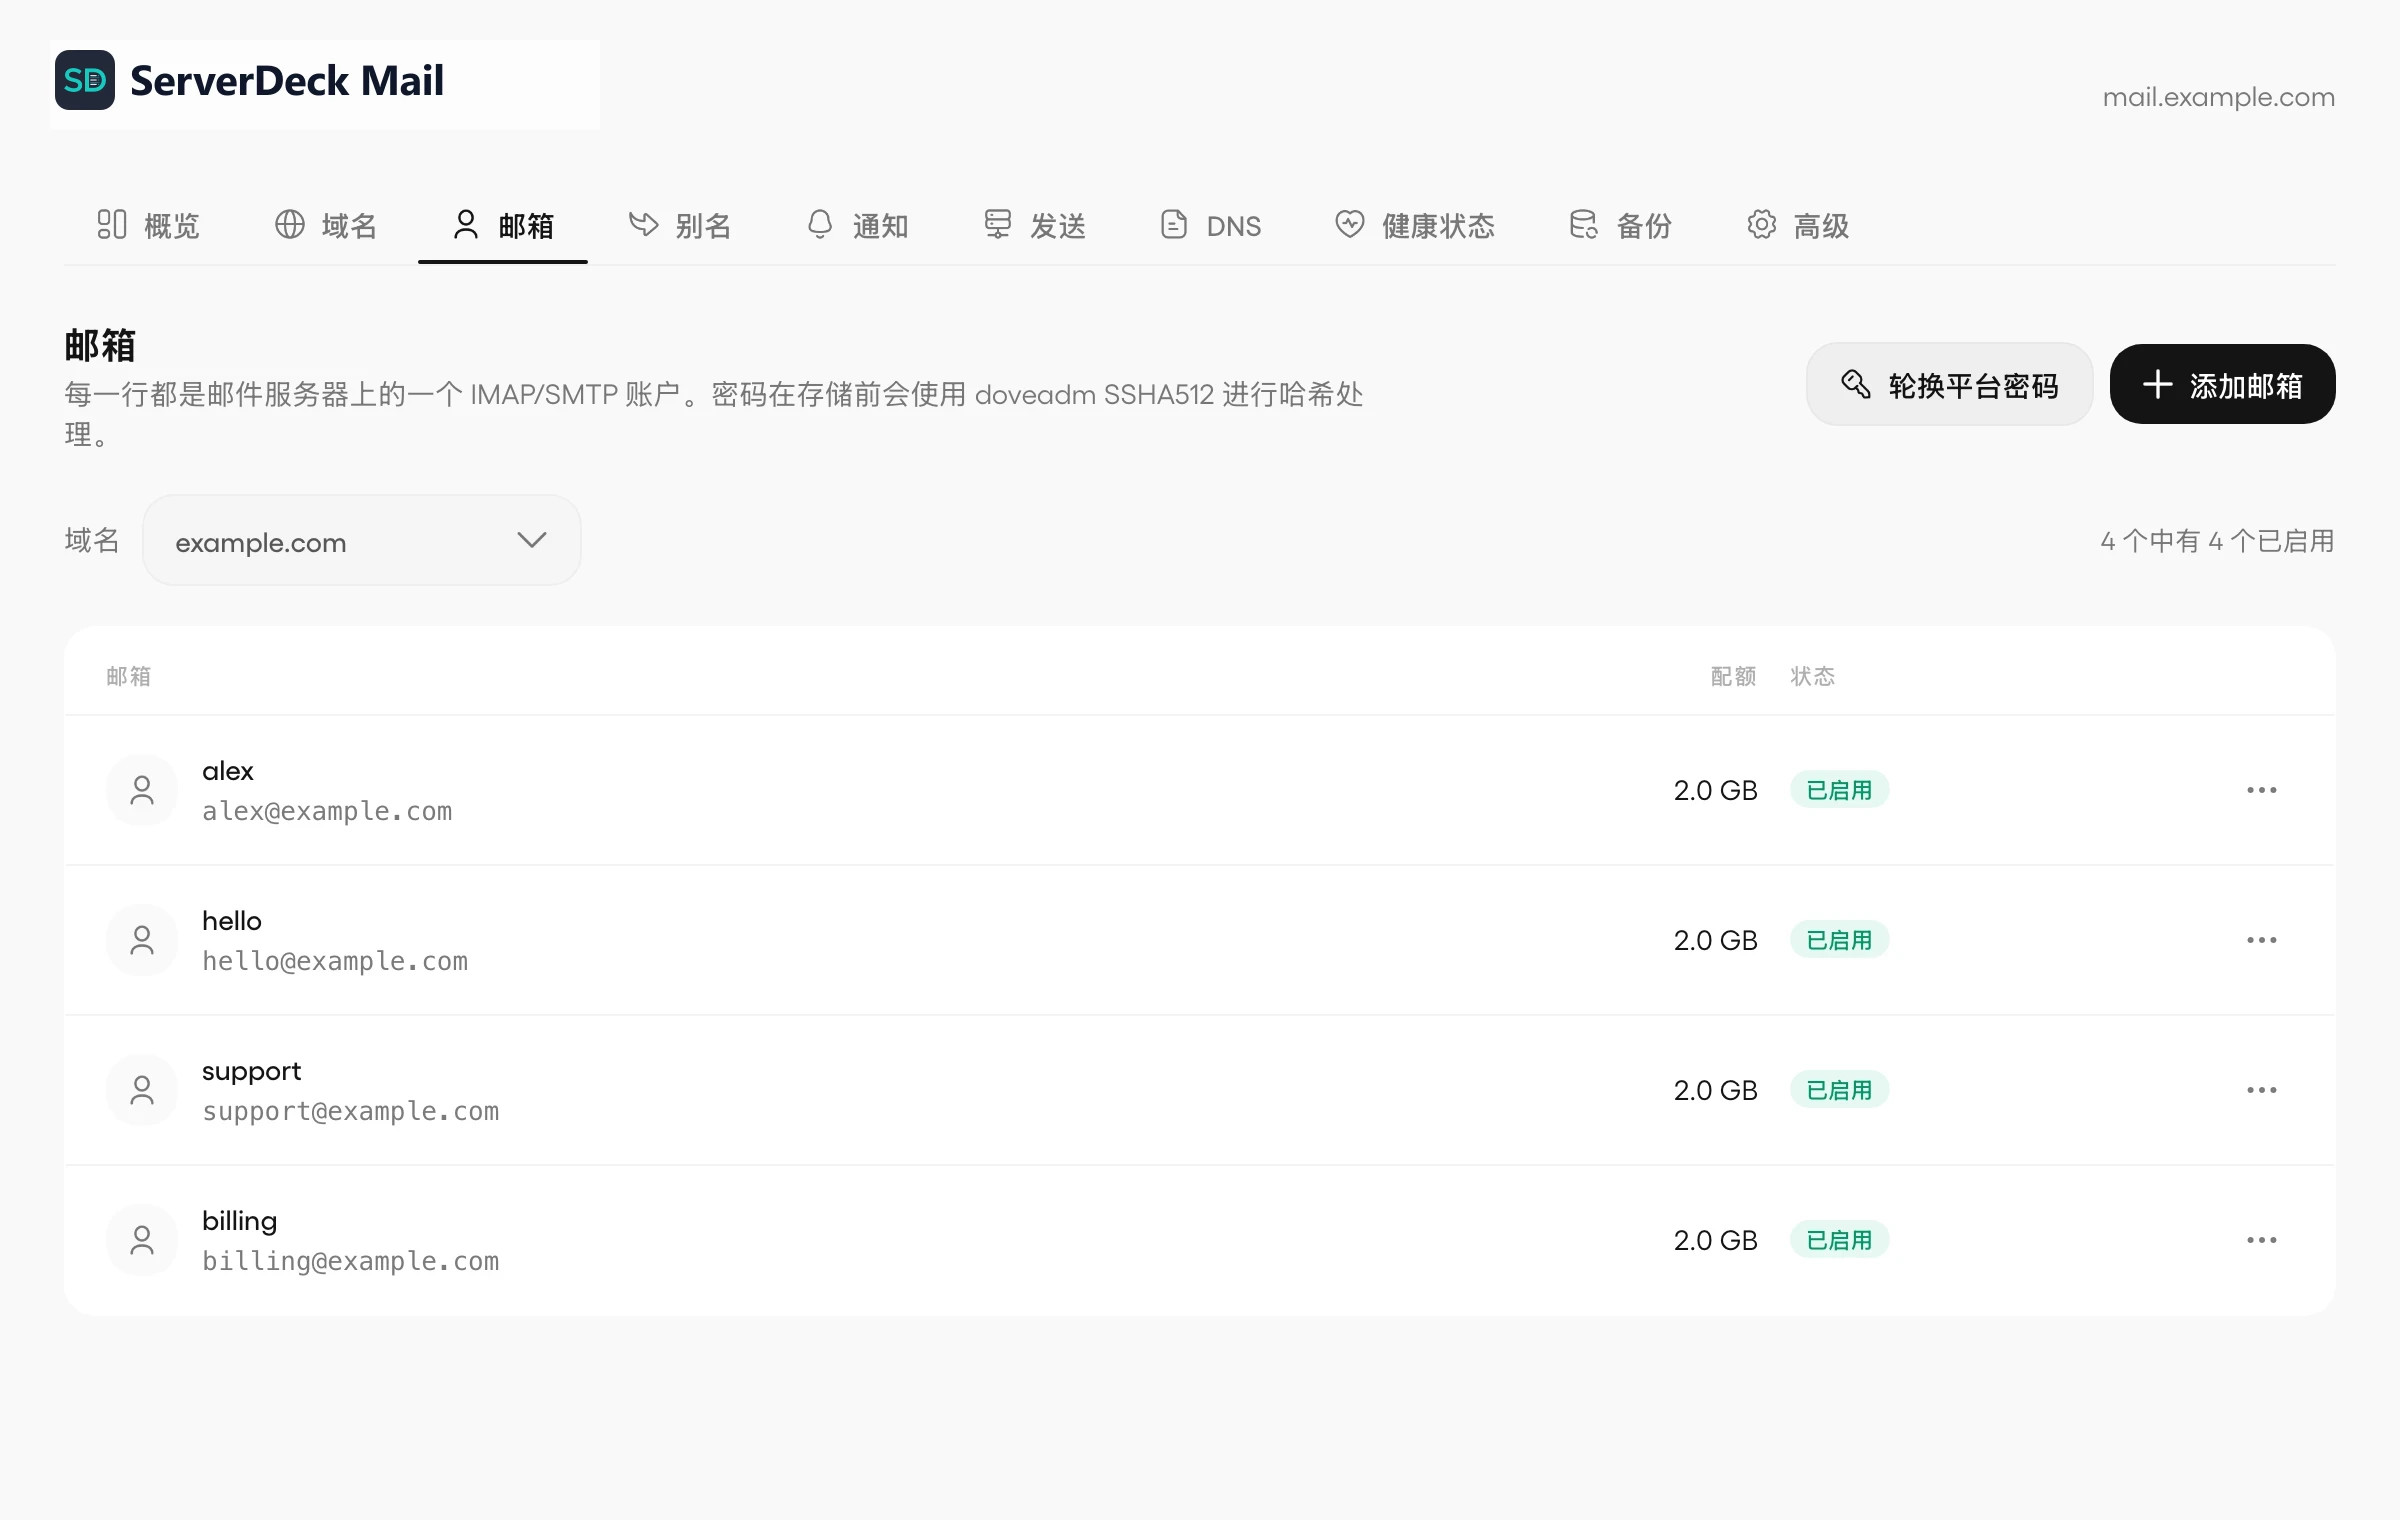 SD ServerDeck Mail
mail.example.com
概览 域名 邮箱 别名 通知 发送 DNS 健康状态 备份 高级
邮箱
每一行都是邮件服务器上的一个 IMAP/SMTP 账户。密码在存储前会使用 doveadm SSHA512 进行哈希处
理。
轮换平台密码 添加邮箱
域名 example.com 4 个中有 4 个已启用
邮箱 配额 状态
alex
alex@example.com
2.0 GB 已启用
hello
hello@example.com
2.0 GB 已启用
support
support@example.com
2.0 GB 已启用
billing
billing@example.com
2.0 GB 已启用